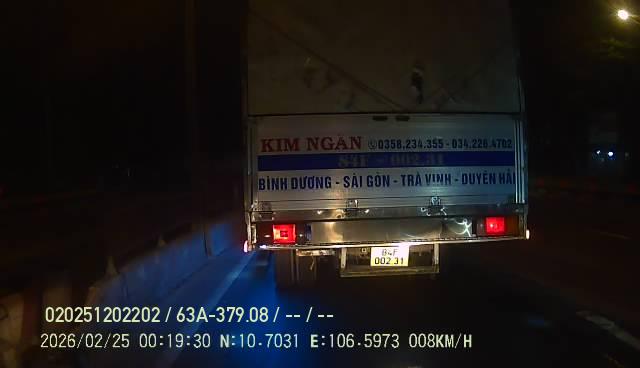 KIM NGÂN 0358.234.355 - 034.226.4702
84F - 002.31
BÌNH DƯƠNG - SÀI GÒN - TRÀ VINH - DUYÊN HẢI
84F
002.31
020251202202 / 63A-379.08 / -- / --
2026/02/25 00:19:30 N:10.7031 E:106.5973 008KM/H